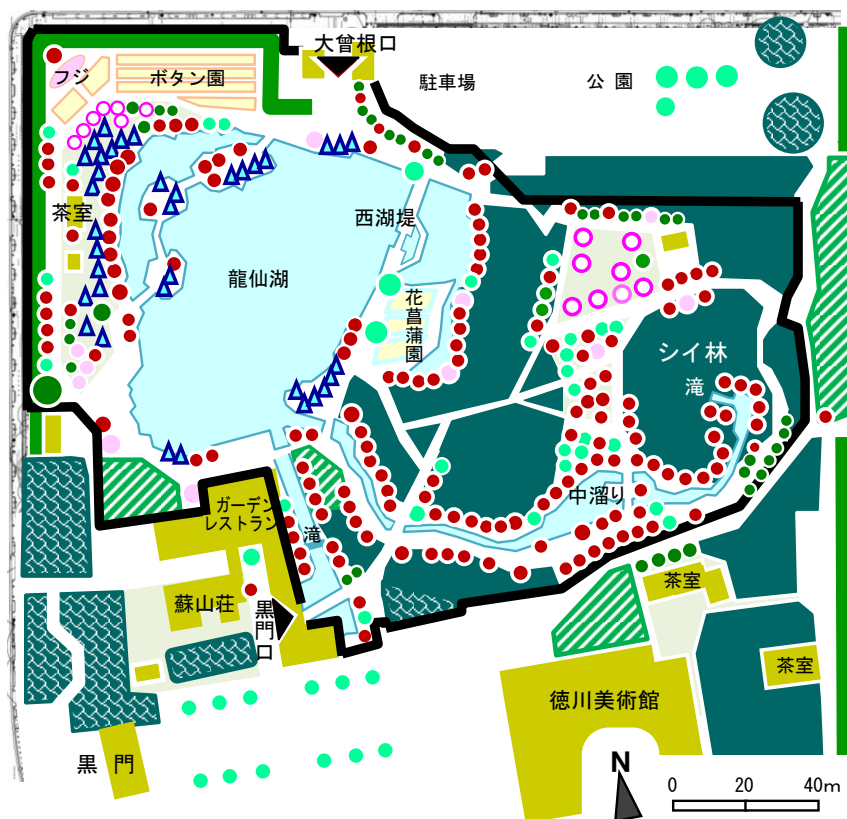 大曾根口
フジ
ボタン園
駐車場
公園
茶室
西湖堤
龍仙湖
花菖蒲園
シイ林
滝
中溜り
ガーデン
レストラン
滝
蘇山荘
黒門口
茶室
茶室
徳川美術館
黒門
N
0 20 40m